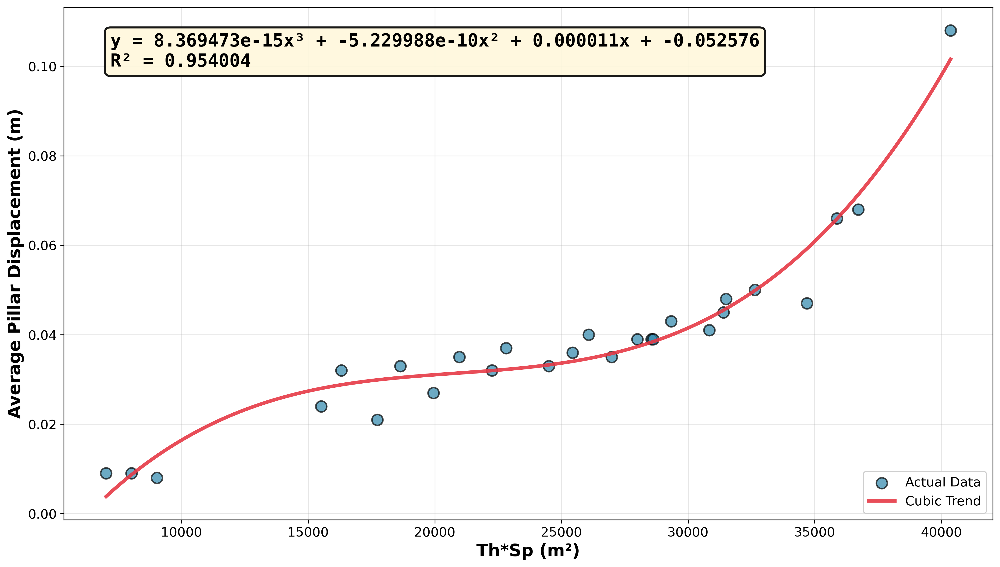 y = 8.369473e-15x³ + -5.229988e-10x² + 0.000011x + -0.052576
R² = 0.954004
Average Pillar Displacement (m)
0.10
0.08
0.06
0.04
0.02
0.00
Actual Data
Cubic Trend
10000 15000 20000 25000 30000 35000 40000
Th*Sp (m²)